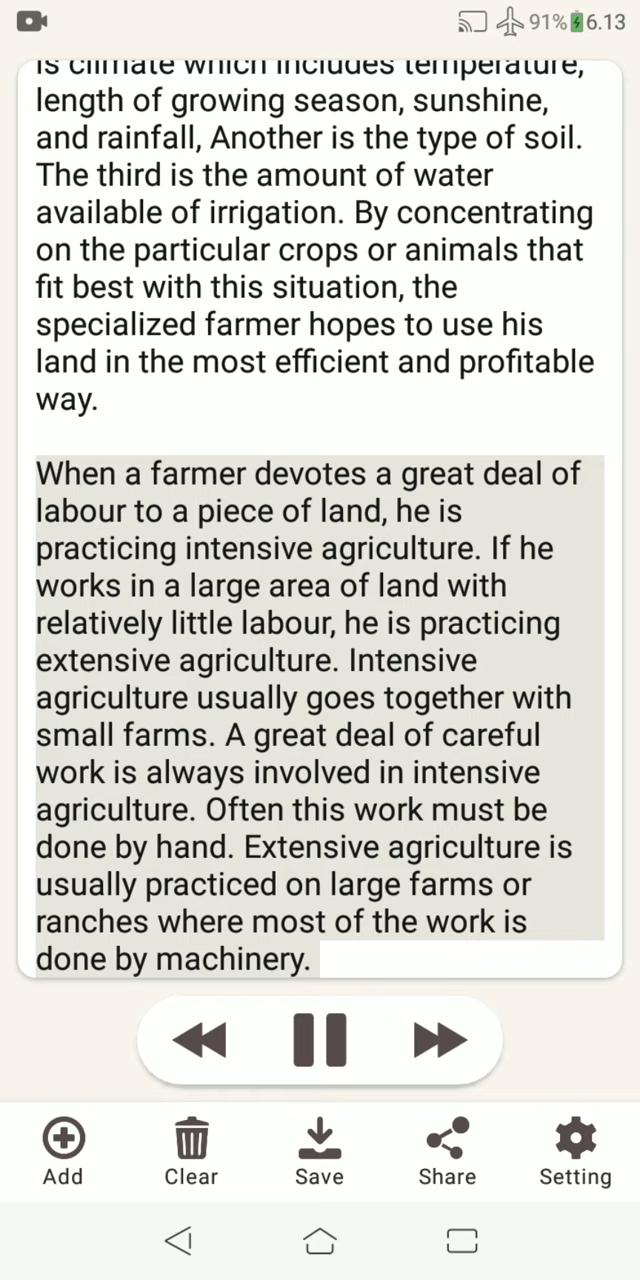 91% 6.13
is climate which includes temperature,
length of growing season, sunshine,
and rainfall, Another is the type of soil.
The third is the amount of water
available of irrigation. By concentrating
on the particular crops or animals that
fit best with this situation, the
specialized farmer hopes to use his
land in the most efficient and profitable
way.
When a farmer devotes a great deal of
labour to a piece of land, he is
practicing intensive agriculture. If he
works in a large area of land with
relatively little labour, he is practicing
extensive agriculture. Intensive
agriculture usually goes together with
small farms. A great deal of careful
work is always involved in intensive
agriculture. Often this work must be
done by hand. Extensive agriculture is
usually practiced on large farms or
ranches where most of the work is
done by machinery.
Add Clear Save Share Setting